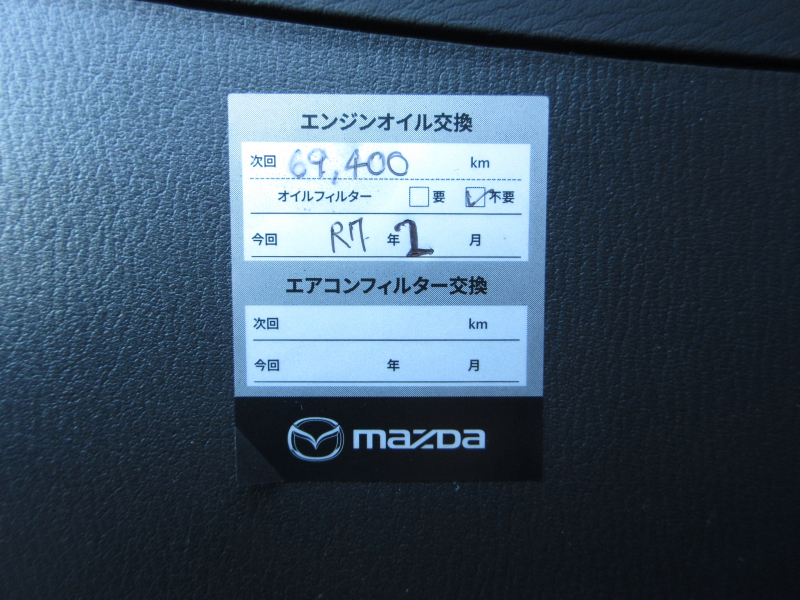 エンジンオイル交換
次回 69,400 km
オイルフィルター □ 要 ☑ 不要
今回 R7 年 2 月
エアコンフィルター交換
次回 km
今回 年 月
mazda